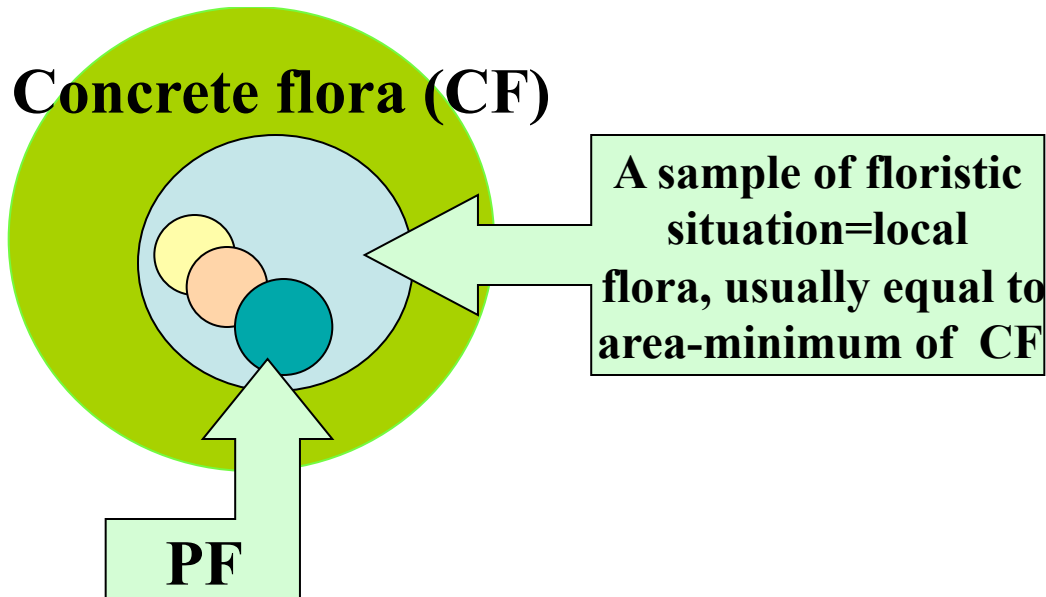 Concrete flora (CF)
A sample of floristic
situation=local
flora, usually equal to
area-minimum of CF
PF